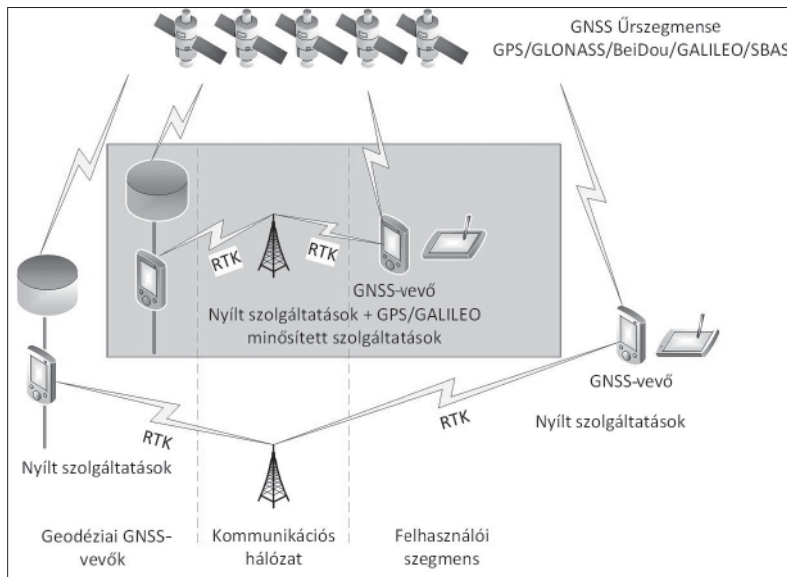 GNSS Űrszegmense
GPS/GLONASS/BeiDou/GALILEO/SBAS
RTK
RTK
GNSS-vevő
Nyílt szolgáltatások + GPS/GALILEO
minősített szolgáltatások
GNSS-vevő
RTK
RTK
Nyílt szolgáltatások
Nyílt szolgáltatások
Geodéziai GNSS-
vevők
Kommunikációs
hálózat
Felhasználói
szegmens